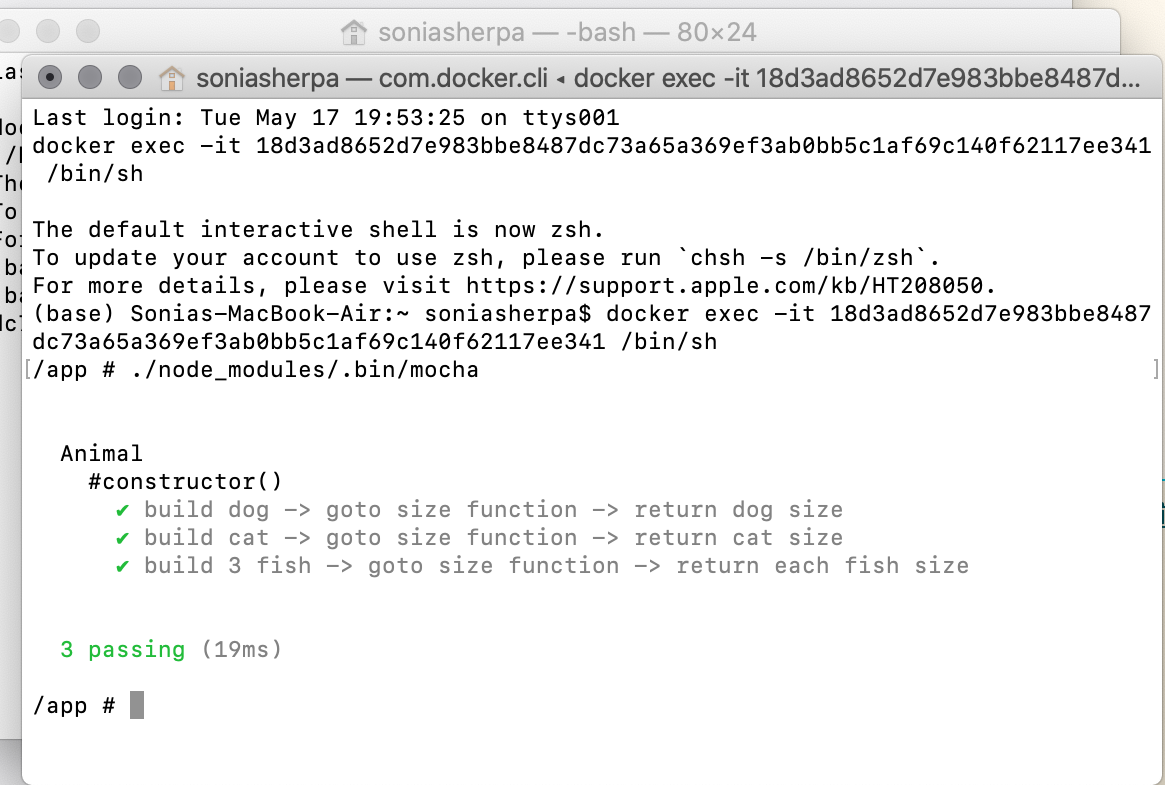 soniasherpa — -bash — 80×24
soniasherpa — com.docker.cli ◂ docker exec -it 18d3ad8652d7e983bbe8487d...
Last login: Tue May 17 19:53:25 on ttys001
docker exec -it 18d3ad8652d7e983bbe8487dc73a65a369ef3ab0bb5c1af69c140f62117ee341
/bin/sh
The default interactive shell is now zsh.
To update your account to use zsh, please run `chsh -s /bin/zsh`.
For more details, please visit https://support.apple.com/kb/HT208050.
(base) Sonias-MacBook-Air:~ soniasherpa$ docker exec -it 18d3ad8652d7e983bbe8487
dc73a65a369ef3ab0bb5c1af69c140f62117ee341 /bin/sh
[/app # ./node_modules/.bin/mocha ]
Animal
#constructor()
✔ build dog -> goto size function -> return dog size
✔ build cat -> goto size function -> return cat size
✔ build 3 fish -> goto size function -> return each fish size
3 passing (19ms)
/app #